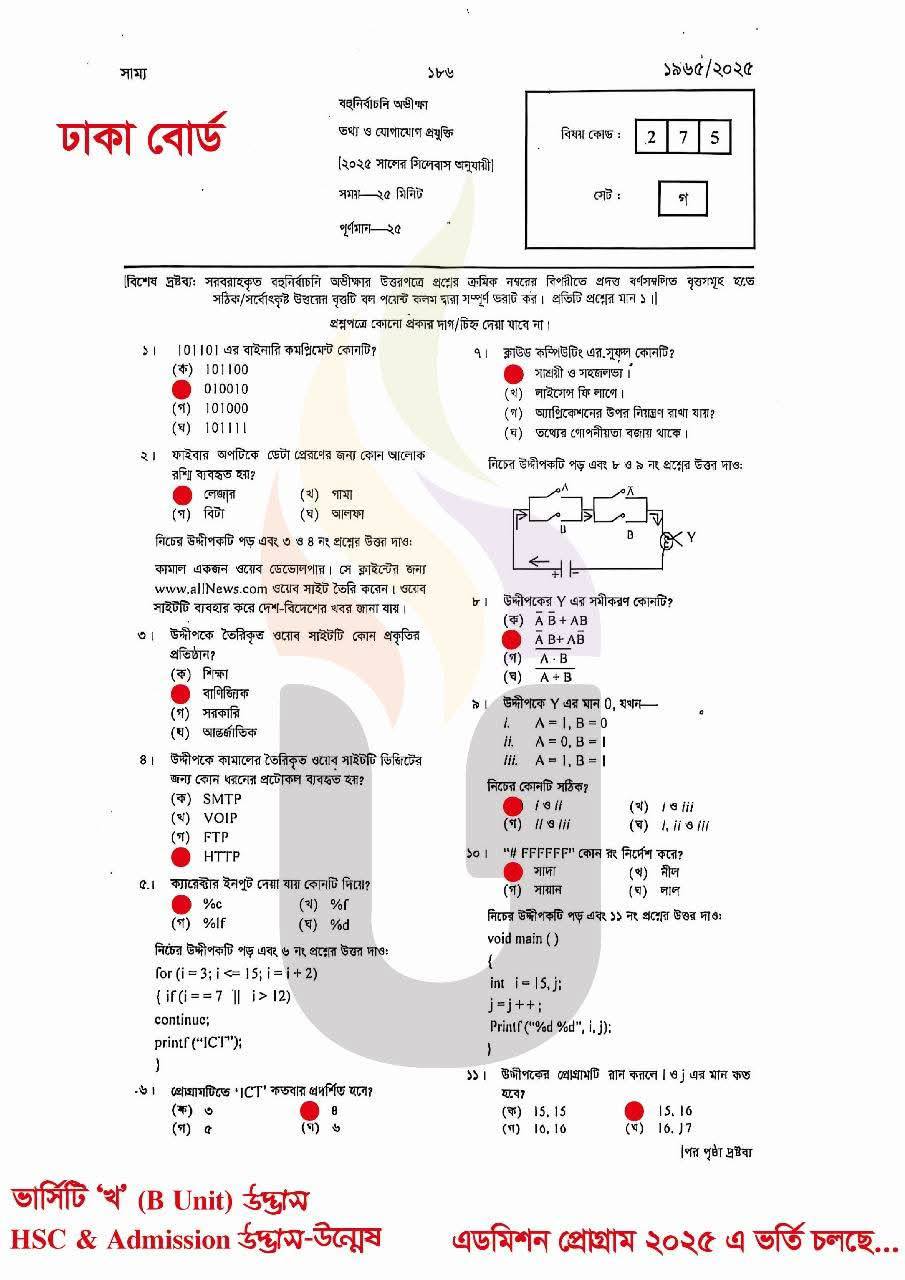 সাম্য
১৮৬
১৯৬৫/২০২৫
ঢাকা বোর্ড
বহুনির্বাচনি অভীক্ষা
তথ্য ও যোগাযোগ প্রযুক্তি
[২০২৫ সালের সিলেবাস অনুযায়ী]
সময়—২৫ মিনিট
পূর্ণমান—২৫
বিষয় কোড : 2 7 5
সেট : গ
[বিশেষ দ্রষ্টব্য: সরবরাহকৃত বহুনির্বাচনি অভীক্ষার উত্তরপত্রে প্রশ্নের ক্রমিক নম্বরের বিপরীতে প্রদত্ত বর্ণসম্বলিত বৃত্তসমূহ হতে
সঠিক/সর্বোৎকৃষ্ট উত্তরের বৃত্তটি বল পয়েন্ট কলম দ্বারা সম্পূর্ণ ভরাট কর। প্রতিটি প্রশ্নের মান ১।]
প্রশ্নপত্রে কোনো প্রকার দাগ/চিহ্ন দেয়া যাবে না।
১। 101101 এর বাইনারি কমপ্লিমেন্ট কোনটি?
(ক) 101100
010010
(গ) 101000
(ঘ) 101111
২। ফাইবার অপটিকে ডেটা প্রেরণের জন্য কোন আলোক
রশ্মি ব্যবহৃত হয়?
লেজার (খ) গামা
(গ) বিটা (ঘ) আলফা
নিচের উদ্দীপকটি পড় এবং ৩ ও ৪ নং প্রশ্নের উত্তর দাও:
কামাল একজন ওয়েব ডেভেলপার। সে ক্লাইন্টের জন্য
www.allNews.com ওয়েব সাইট তৈরি করেন। ওয়েব
সাইটটি ব্যবহার করে দেশ-বিদেশের খবর জানা যায়।
৩। উদ্দীপকে তৈরিকৃত ওয়েব সাইটটি কোন প্রকৃতির
প্রতিষ্ঠান?
(ক) শিক্ষা
বাণিজ্যিক
(গ) সরকারি
(ঘ) আন্তর্জাতিক
৪। উদ্দীপকে কামালের তৈরিকৃত ওয়েব সাইটটি ভিজিটের
জন্য কোন ধরনের প্রটোকল ব্যবহৃত হয়?
(ক) SMTP
(খ) VOIP
(গ) FTP
HTTP
৫। ক্যারেক্টার ইনপুট দেয়া যায় কোনটি দিয়ে?
%c (খ) %f
(গ) %lf (ঘ) %d
নিচের উদ্দীপকটি পড় এবং ৬ নং প্রশ্নের উত্তর দাও:
for (i = 3; i <= 15; i = i + 2)
{ if (i = = 7 || i > 12)
continue;
printf ("ICT");
}
৬। প্রোগ্রামটিতে 'ICT' কতবার প্রদর্শিত হবে?
(ক) ৩ ৪
(গ) ৫ (ঘ) ৬
৭। ক্লাউড কম্পিউটিং এর সুফল কোনটি?
সাশ্রয়ী ও সহজলভ্য।
(খ) লাইসেন্স ফি লাগে।
(গ) অ্যাপ্লিকেশনের উপর নিয়ন্ত্রণ রাখা যায়?
(ঘ) তথ্যের গোপনীয়তা বজায় থাকে।
নিচের উদ্দীপকটি পড় এবং ৮ ও ৯ নং প্রশ্নের উত্তর দাও:
A A̅
B B̅
Y
৮। উদ্দীপকের Y এর সমীকরণ কোনটি?
(ক) A̅ B̅ + AB
A̅ B+ AB̅
(গ) A̅ ̅·̅ ̅B̅
(ঘ) A̅ ̅+̅ ̅B̅
৯। উদ্দীপকে Y এর মান 0, যখন—
i. A = 1, B = 0
ii. A = 0, B = 1
iii. A = 1, B = 1
নিচের কোনটি সঠিক?
i ও ii (খ) i ও iii
(গ) ii ও iii (ঘ) i, ii ও iii
১০। "# FFFFFF" কোন রং নির্দেশ করে?
সাদা (খ) নীল
(গ) সায়ান (ঘ) লাল
নিচের উদ্দীপকটি পড় এবং ১১ নং প্রশ্নের উত্তর দাও:
void main ( )
{
int i = 15, j;
j = j + + ;
Printf ("%d %d", i, j);
}
১১। উদ্দীপকের প্রোগ্রামটি রান করালে i ও j এর মান কত
হবে?
(ক) 15, 15 15, 16
(গ) 16, 16 (ঘ) 16, 17
[পর পৃষ্ঠা দ্রষ্টব্য
ভার্সিটি 'খ' (B Unit) উদ্ভাস
HSC & Admission উদ্ভাস-উন্মেষ
এডমিশন প্রোগ্রাম ২০২৫ এ ভর্তি চলছে...